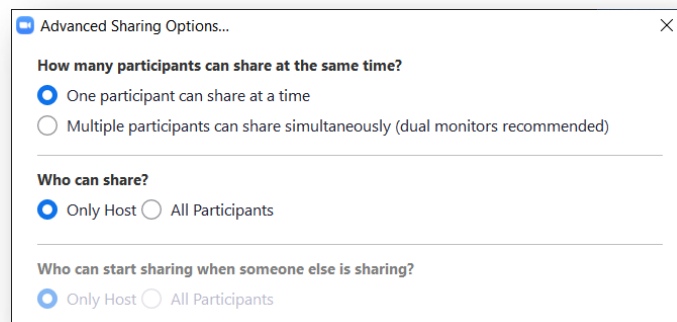 Advanced Sharing Options...
How many participants can share at the same time?
One participant can share at a time
Multiple participants can share simultaneously (dual monitors recommended)
Who can share?
Only Host All Participants
Who can start sharing when someone else is sharing?
Only Host All Participants